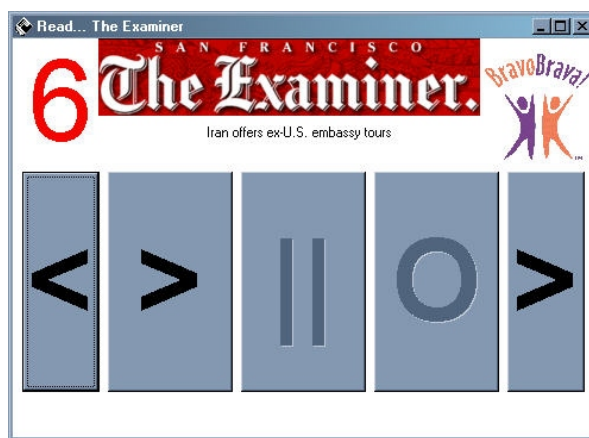 Read... The Examiner
SAN FRANCISCO
The Examiner.
6
BravoBrava!
Iran offers ex-U.S. embassy tours
< > || O >